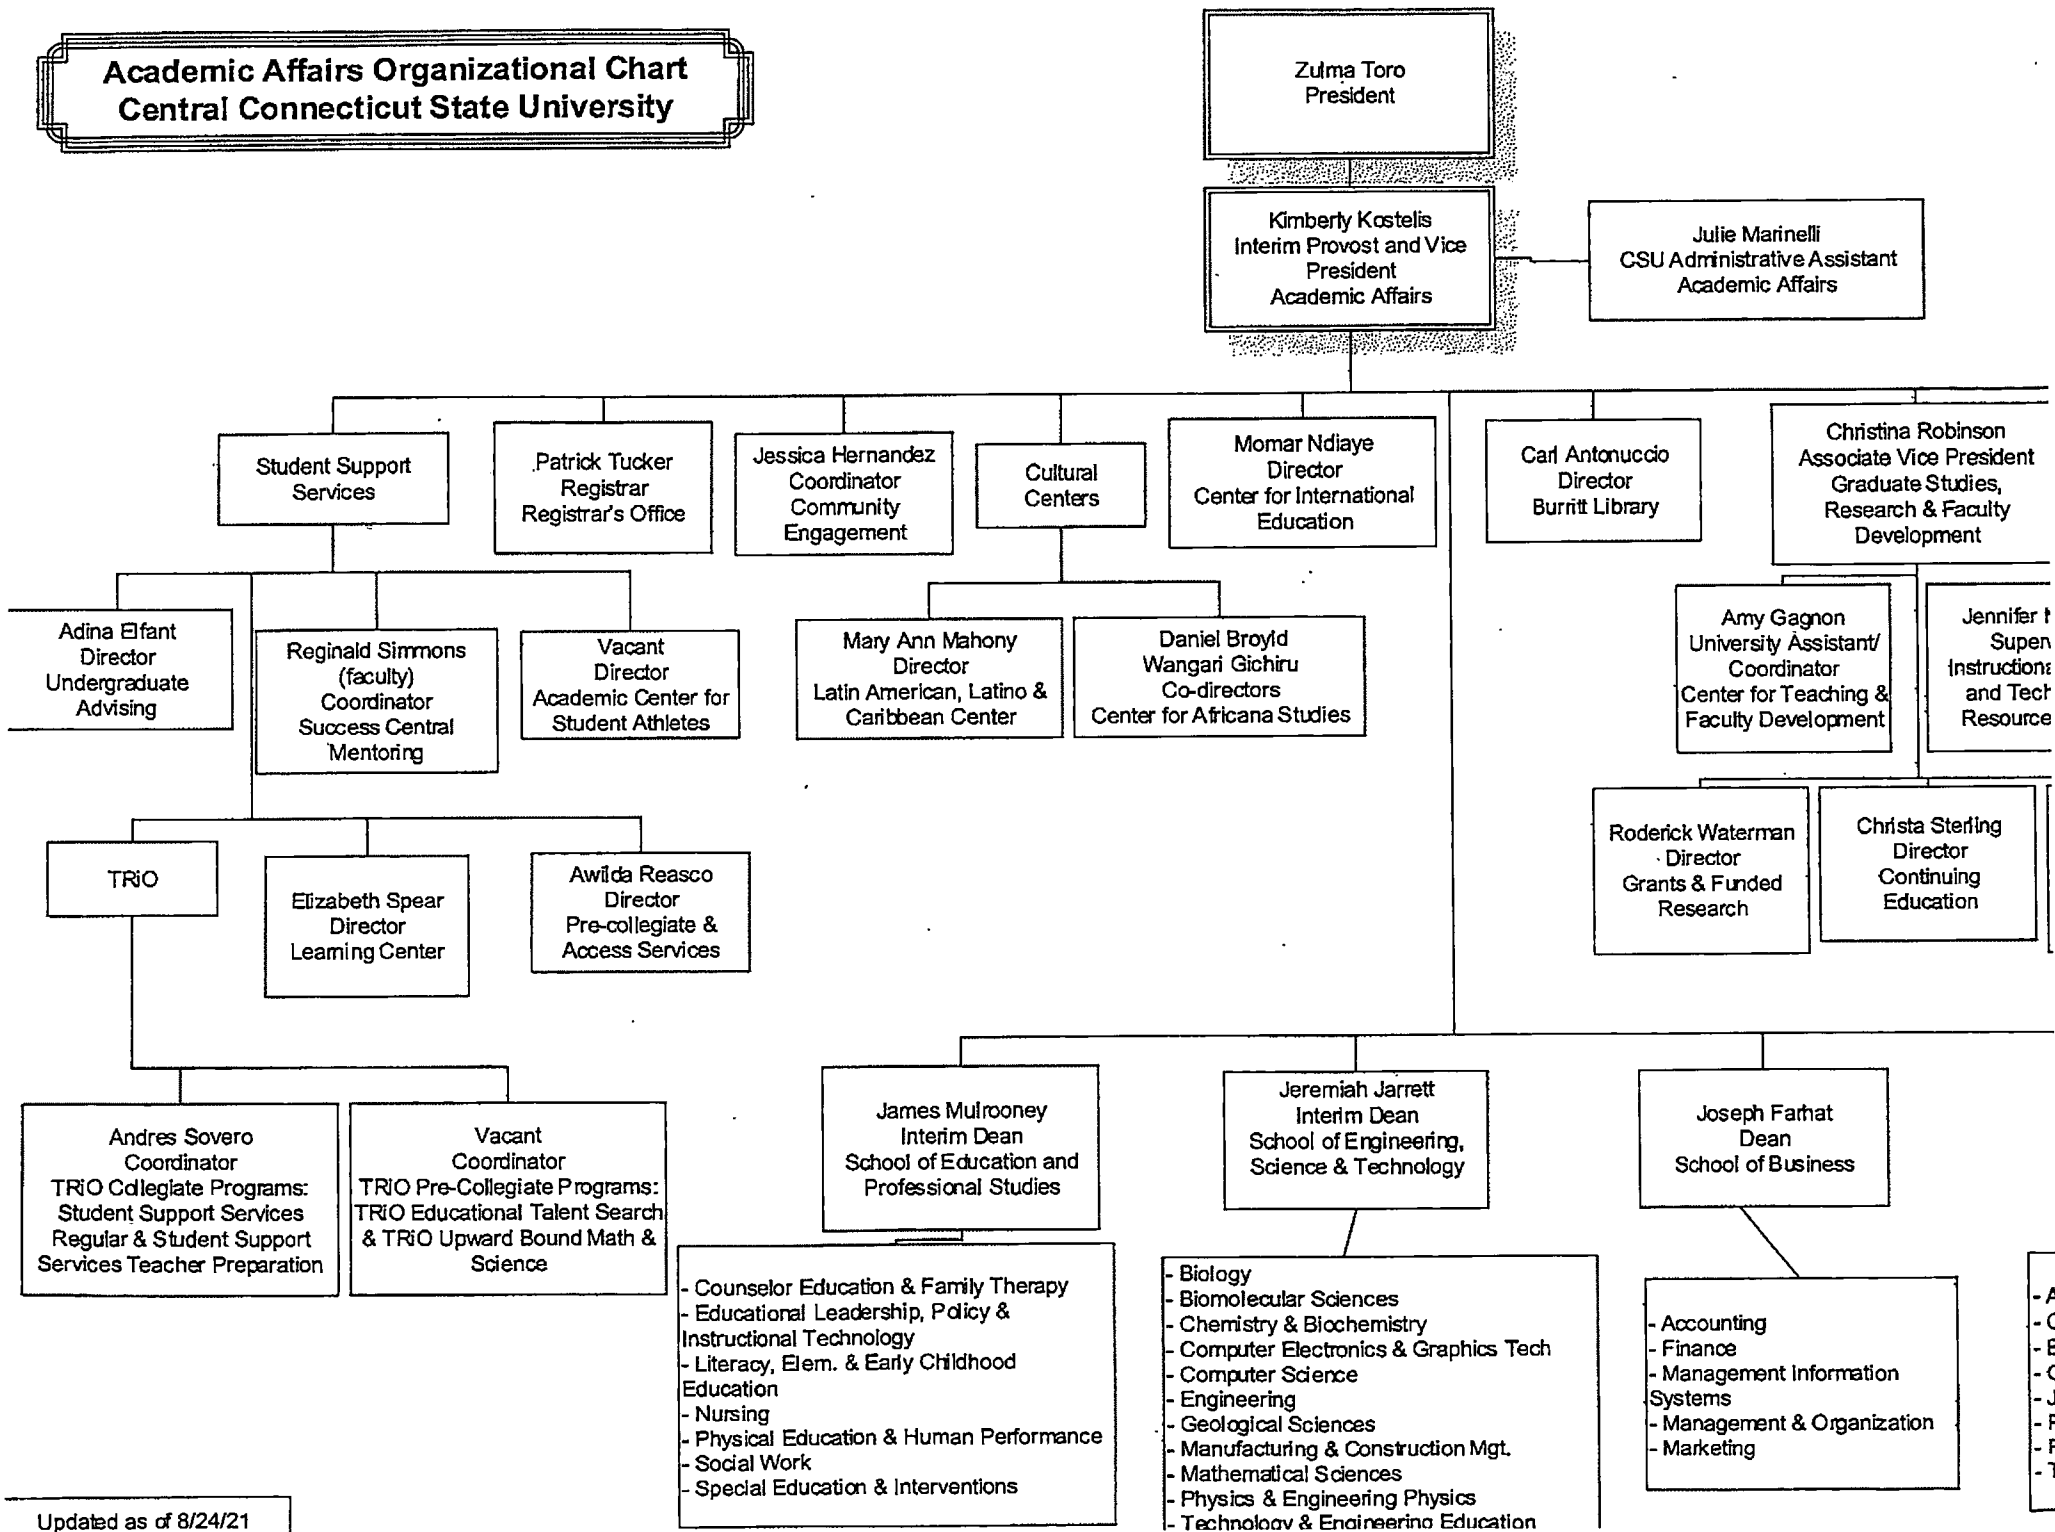 Academic Affairs Organizational Chart
Central Connecticut State University
Zulma Toro
President
Kimberly Kostelis
Interim Provost and Vice
President
Academic Affairs
Julie Marinelli
CSU Administrative Assistant
Academic Affairs
Student Support
Services
Patrick Tucker
Registrar
Registrar's Office
Jessica Hernandez
Coordinator
Community
Engagement
Cultural
Centers
Momar Ndiaye
Director
Center for International
Education
Carl Antonuccio
Director
Burritt Library
Christina Robinson
Associate Vice President
Graduate Studies,
Research & Faculty
Development
Adina Elfant
Director
Undergraduate
Advising
Reginald Simmons
(faculty)
Coordinator
Success Central
Mentoring
Vacant
Director
Academic Center for
Student Athletes
Mary Ann Mahony
Director
Latin American, Latino &
Caribbean Center
Daniel Broyld
Wangari Gichiru
Co-directors
Center for Africana Studies
Amy Gagnon
University Assistant/
Coordinator
Center for Teaching &
Faculty Development
Jennifer
and
TRiO
Elizabeth Spear
Director
Learning Center
Awilda Reasco
Director
Pre-collegiate &
Access Services
Roderick Waterman
Director
Grants & Funded
Research
Christa Sterling
Director
Continuing
Education
Andres Sovero
Coordinator
TRiO Collegiate Programs:
Student Support Services
Regular & Student Support
Services Teacher Preparation
Vacant
Coordinator
TRiO Pre-Collegiate Programs:
TRiO Educational Talent Search
& TRiO Upward Bound Math &
Science
James Mulrooney
Interim Dean
School of Education and
Professional Studies
Jeremiah Jarrett
Interim Dean
School of Engineering,
Science & Technology
Joseph Farhat
Dean
School of Business
- Counselor Education & Family Therapy
- Educational Leadership, Policy &
Instructional Technology
- Literacy, Elem. & Early Childhood
Education
- Nursing
- Physical Education & Human Performance
- Social Work
- Special Education & Interventions
- Biology
- Biomolecular Sciences
- Chemistry & Biochemistry
- Computer Electronics & Graphics Tech
- Computer Science
- Engineering
- Geological Sciences
- Manufacturing & Construction Mgt.
- Mathematical Sciences
- Physics & Engineering Physics
- Technology & Engineering Education
- Accounting
- Finance
- Management Information
Systems
- Management & Organization
- Marketing
Updated as of 8/24/21